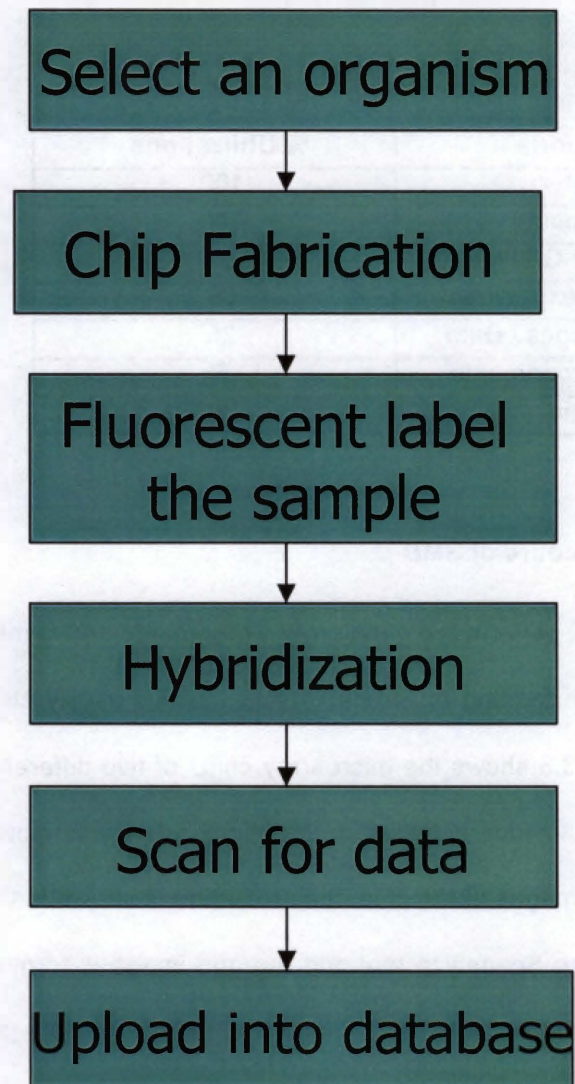 Select an organism
Chip Fabrication
Fluorescent label
the sample
Hybridization
Scan for data
Upload into database